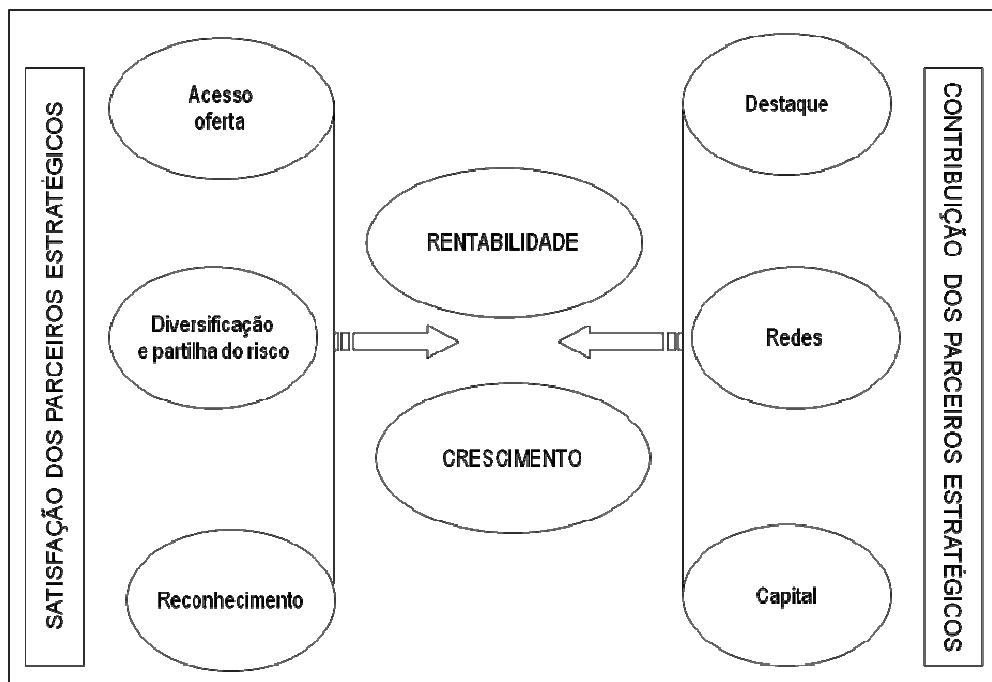 SATISFAÇÃO DOS PARCEIROS ESTRATÉGICOS
Acesso
oferta
Diversificação
e partilha do risco
Reconhecimento
RENTABILIDADE
CRESCIMENTO
Destaque
Redes
Capital
CONTRIBUIÇÃO DOS PARCEIROS ESTRATÉGICOS